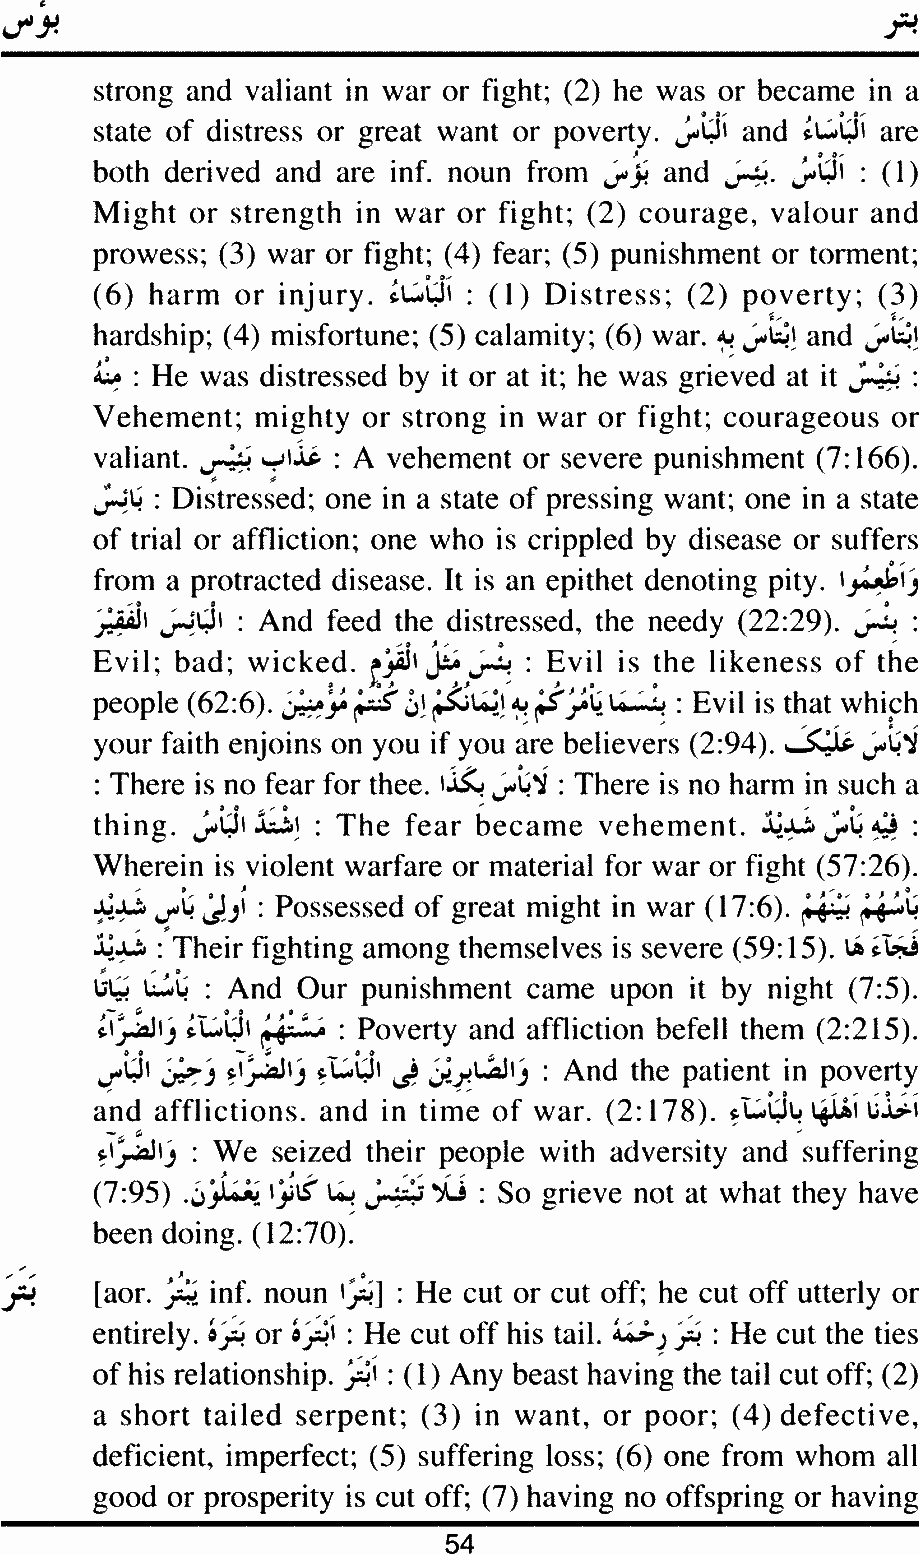 بؤس بتر
strong and valiant in war or fight; (2) he was or became in a
state of distress or great want or poverty. اَلْبَأْسُ and اَلْبَأْسَاءُ are
both derived and are inf. noun from بَؤُسَ and بَئِسَ. اَلْبَأْسُ : (1)
Might or strength in war or fight; (2) courage, valour and
prowess; (3) war or fight; (4) fear; (5) punishment or torment;
(6) harm or injury. اَلْبَأْسَاءُ : (1) Distress; (2) poverty; (3)
hardship; (4) misfortune; (5) calamity; (6) war. اِبْتَأَسَ بِهٖ and اِبْتَأَسَ
مِنْهُ : He was distressed by it or at it; he was grieved at it بَئِيْسٌ :
Vehement; mighty or strong in war or fight; courageous or
valiant. عَذَابٍ بَئِيْسٍ : A vehement or severe punishment (7:166).
بَائِسٌ : Distressed; one in a state of pressing want; one in a state
of trial or affliction; one who is crippled by disease or suffers
from a protracted disease. It is an epithet denoting pity. وَاَطْعِمُوا
الْبَائِسَ الْفَقِيْرَ : And feed the distressed, the needy (22:29). بِئْسَ :
Evil; bad; wicked. بِئْسَ مَثَلُ الْقَوْمِ : Evil is the likeness of the
people (62:6). بِئْسَمَا يَأْمُرُكُمْ بِهٖ اِيْمَانُكُمْ اِنْ كُنْتُمْ مُؤْمِنِيْنَ : Evil is that which
your faith enjoins on you if you are believers (2:94). لَابَأْسَ عَلَيْكَ
: There is no fear for thee. لَابَأْسَ بِكَذَا : There is no harm in such a
thing. اِشْتَدَّ الْبَأْسُ : The fear became vehement. فِيْهِ بَأْسٌ شَدِيْدٌ :
Wherein is violent warfare or material for war or fight (57:26).
اُولِيْ بَأْسٍ شَدِيْدٍ : Possessed of great might in war (17:6). بَأْسُهُمْ بَيْنَهُمْ
شَدِيْدٌ : Their fighting among themselves is severe (59:15). فَجَآءَ هَا
بَأْسُنَا بَيَاتًا : And Our punishment came upon it by night (7:5).
مَسَّتْهُمُ الْبَأْسَآءُ وَالضَّرَّآءُ : Poverty and affliction befell them (2:215).
وَالصَّابِرِيْنَ فِى الْبَأْسَآءِ وَالضَّرَّآءِ وَحِيْنَ الْبَأْسِ : And the patient in poverty
and afflictions. and in time of war. (2:178). اَخَذْنَا اَهْلَهَا بِالْبَأْسَآءِ
وَالضَّرَّآءِ : We seized their people with adversity and suffering
(7:95) .فَلَا تَبْتَئِسْ بِمَا كَانُوْا يَعْمَلُوْنَ : So grieve not at what they have
been doing. (12:70).
بَتَرَ [aor. يَبْتُرُ inf. noun بَتْرًا] : He cut or cut off; he cut off utterly or
entirely. بَتَرَهُ or اَبْتَرَهُ : He cut off his tail. بَتَرَ رَحِمَهُ : He cut the ties
of his relationship. اَبْتَرُ : (1) Any beast having the tail cut off; (2)
a short tailed serpent; (3) in want, or poor; (4) defective,
deficient, imperfect; (5) suffering loss; (6) one from whom all
good or prosperity is cut off; (7) having no offspring or having
54